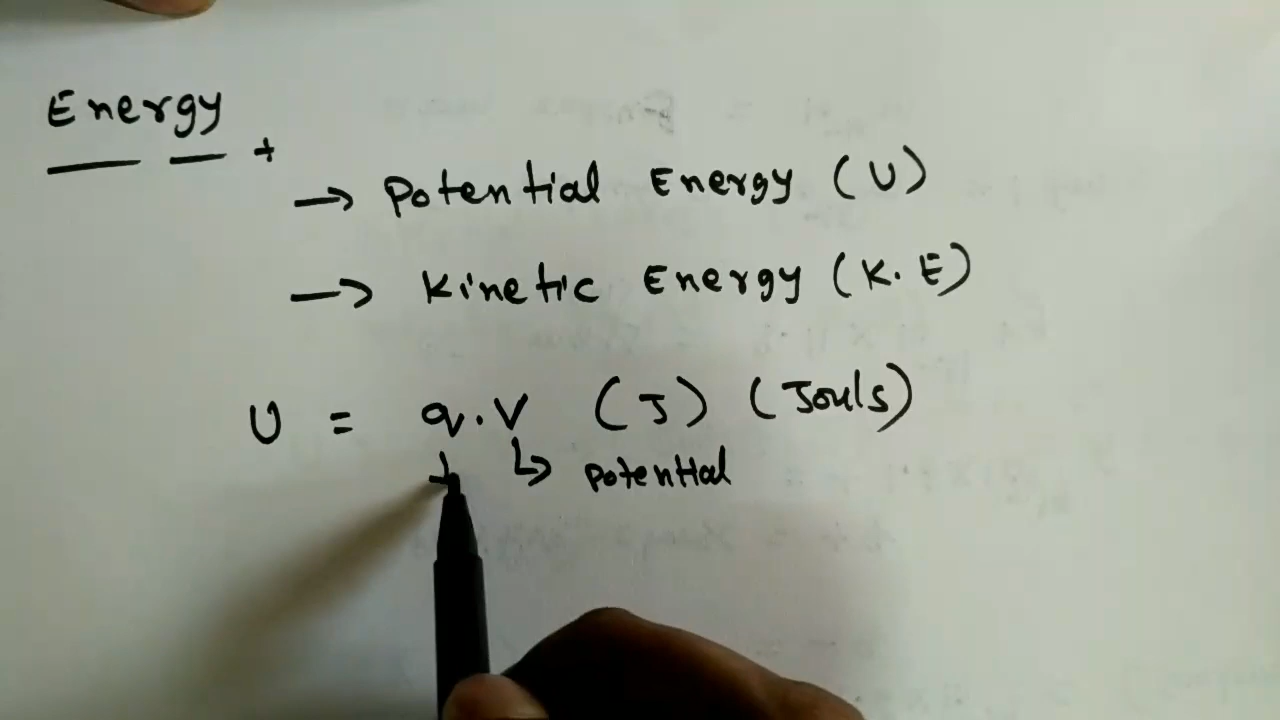 Energy
→ Potential Energy (U)
→ Kinetic Energy (K.E)
U = q.V (J) (Jouls)
↳ Potential